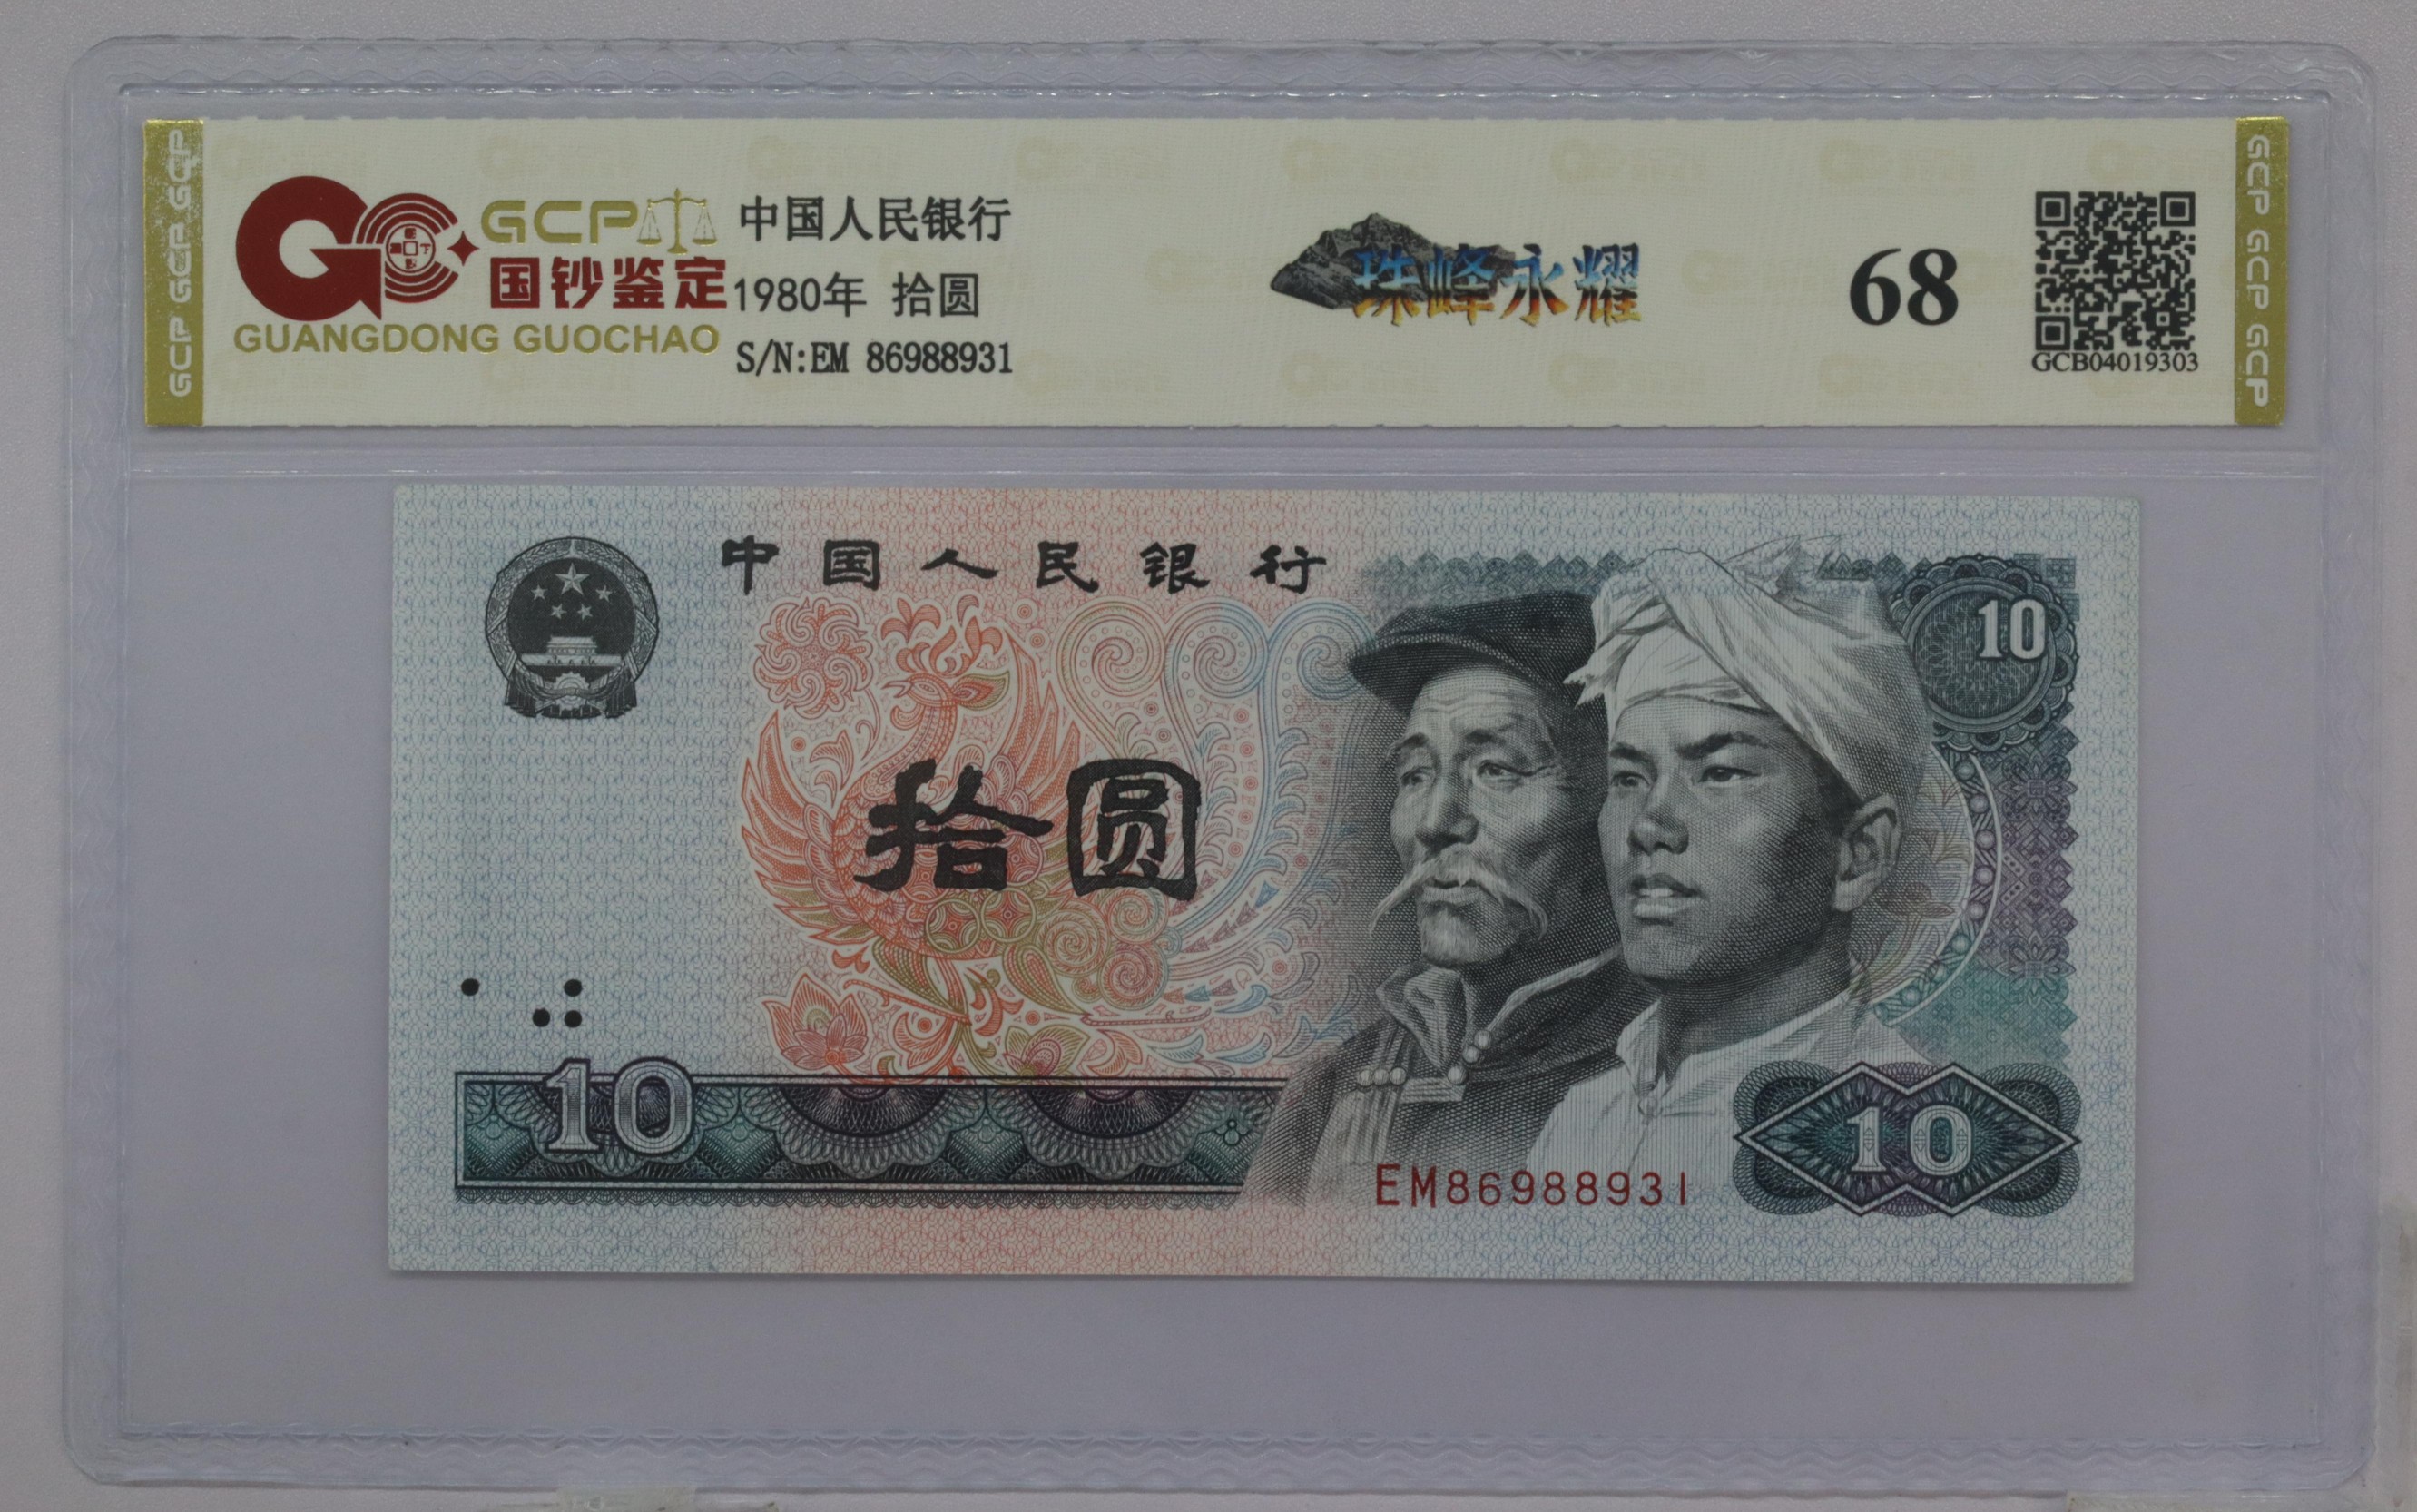 GCP GCP GCP
GCP
国钞鉴定
GUANGDONG GUOCHAO
中国人民银行
1980年 拾圆
S/N:EM 86988931
珠峰永耀
68
GCB04019303
GCP GCP GCP
中国人民银行
10
拾圆
10
10
EM86988931